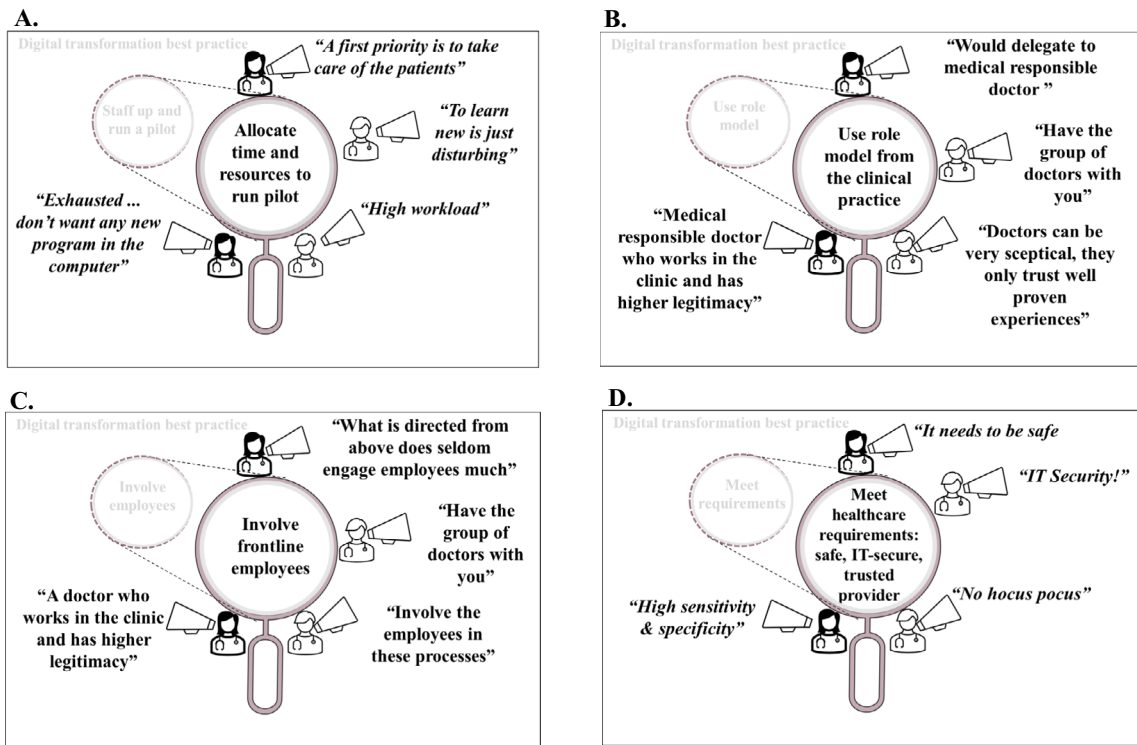 A.
Digital transformation best practice
“A first priority is to take
care of the patients”
Staff up and
run a pilot
Allocate
time and
resources to
run pilot
“To learn
new is just
disturbing”
“Exhausted ...
don’t want any new
program in the
computer”
“High workload”
B.
Digital transformation best practice
“Would delegate to
medical responsible
doctor ”
Use role
model
Use role
model from
the clinical
practice
“Have the
group of
doctors with
you”
“Medical
responsible doctor
who works in the
clinic and has
higher legitimacy”
“Doctors can be
very sceptical, they
only trust well
proven
experiences”
C.
Digital transformation best practice
“What is directed from
above does seldom
engage employees much”
Involve
employees
Involve
frontline
employees
“Have the
group of
doctors with
you”
“A doctor who
works in the clinic
and has higher
legitimacy”
“Involve the
employees in
these processes”
D.
Digital transformation best practice
“It needs to be safe
“IT Security!”
Meet
requirements
Meet
healthcare
requirements:
safe, IT-secure,
trusted
provider
“High sensitivity
& specificity”
“No hocus pocus”